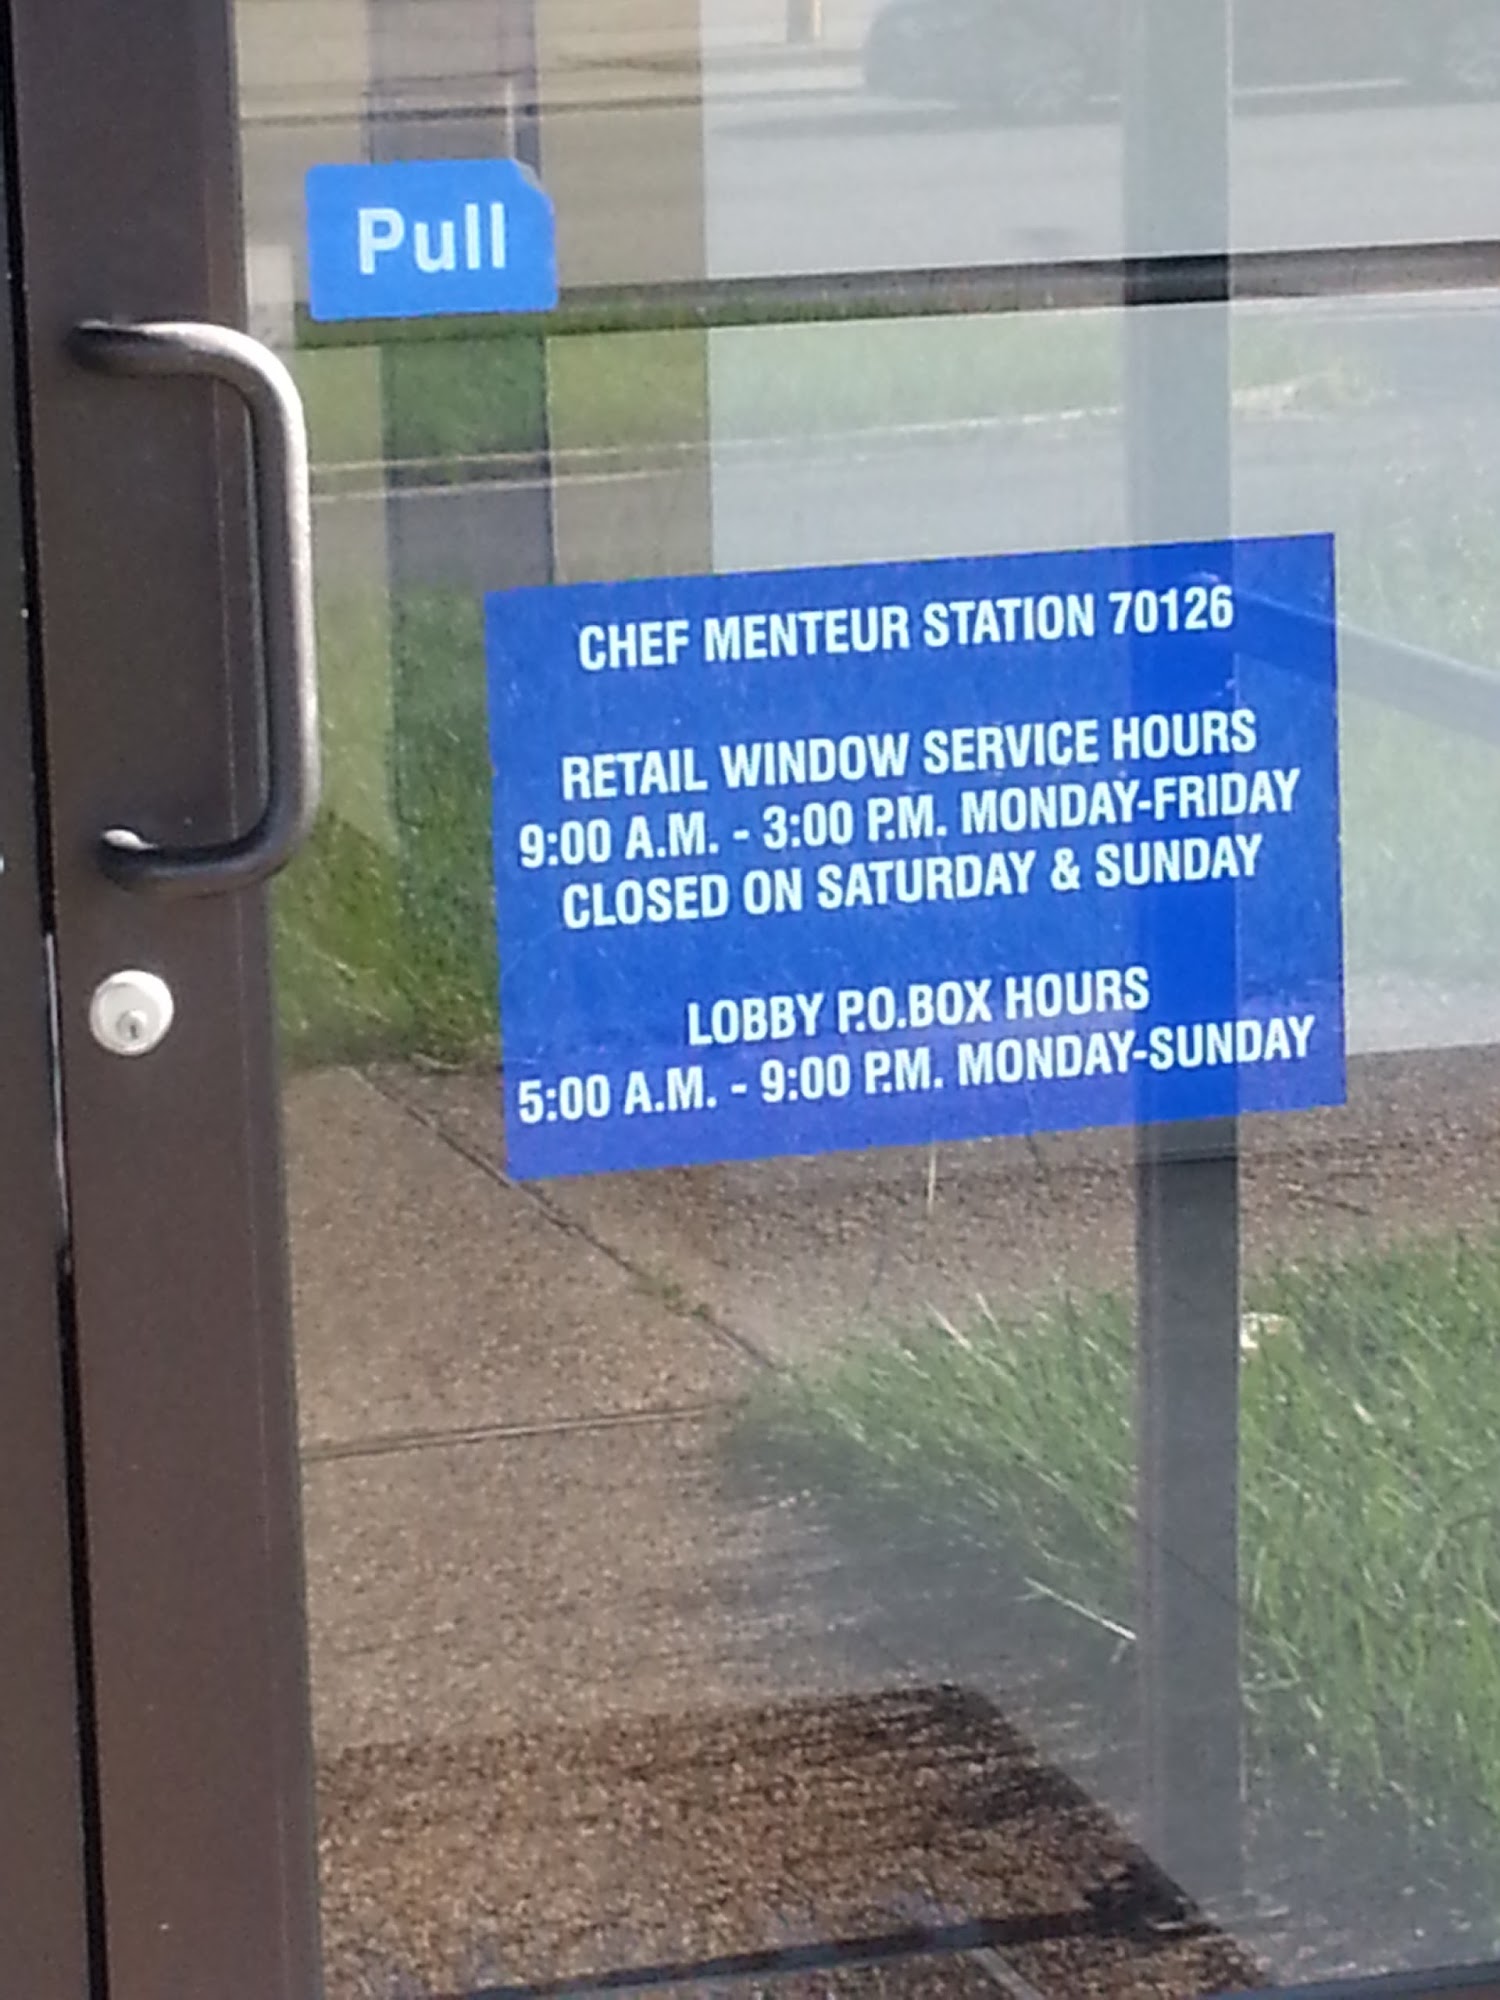 Pull
CHEF MENTEUR STATION 70126
RETAIL WINDOW SERVICE HOURS
9:00 A.M. - 3:00 P.M. MONDAY-FRIDAY
CLOSED ON SATURDAY & SUNDAY
LOBBY P.O.BOX HOURS
5:00 A.M. - 9:00 P.M. MONDAY-SUNDAY